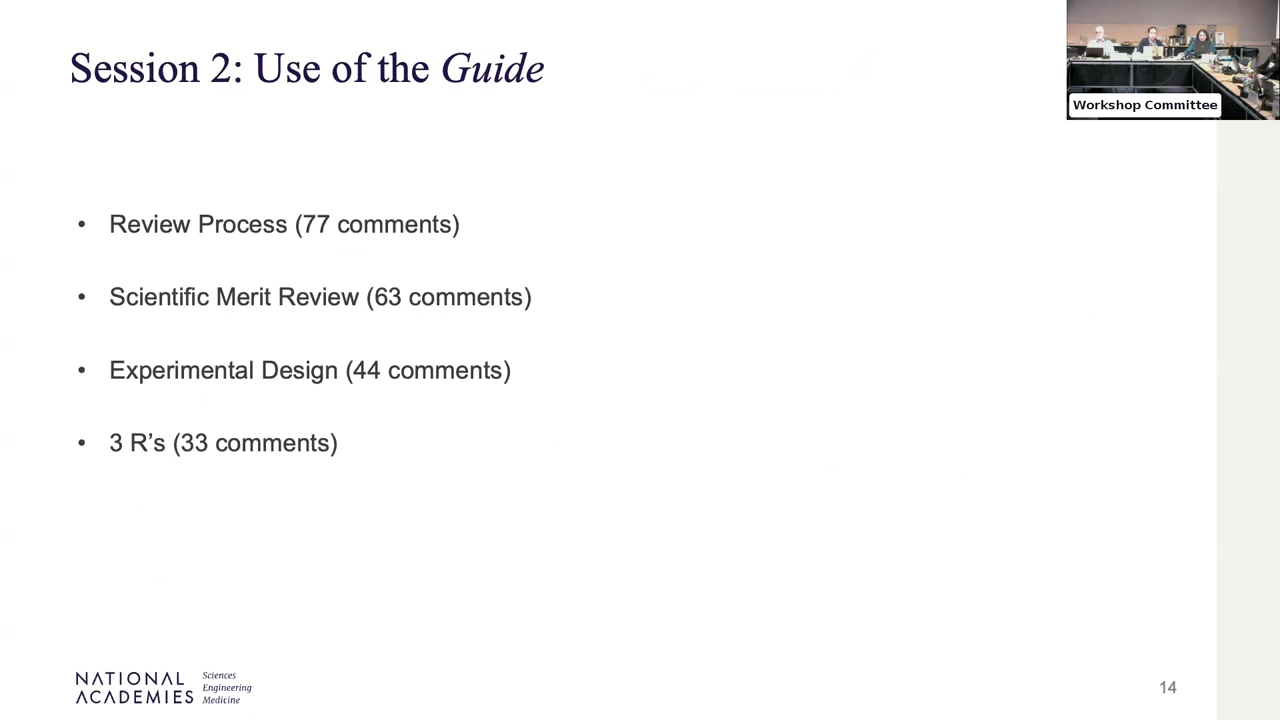 Session 2: Use of the Guide
Workshop Committee
• Review Process (77 comments)
• Scientific Merit Review (63 comments)
• Experimental Design (44 comments)
• 3 R’s (33 comments)
NATIONAL ACADEMIES
Sciences
Engineering
Medicine
14